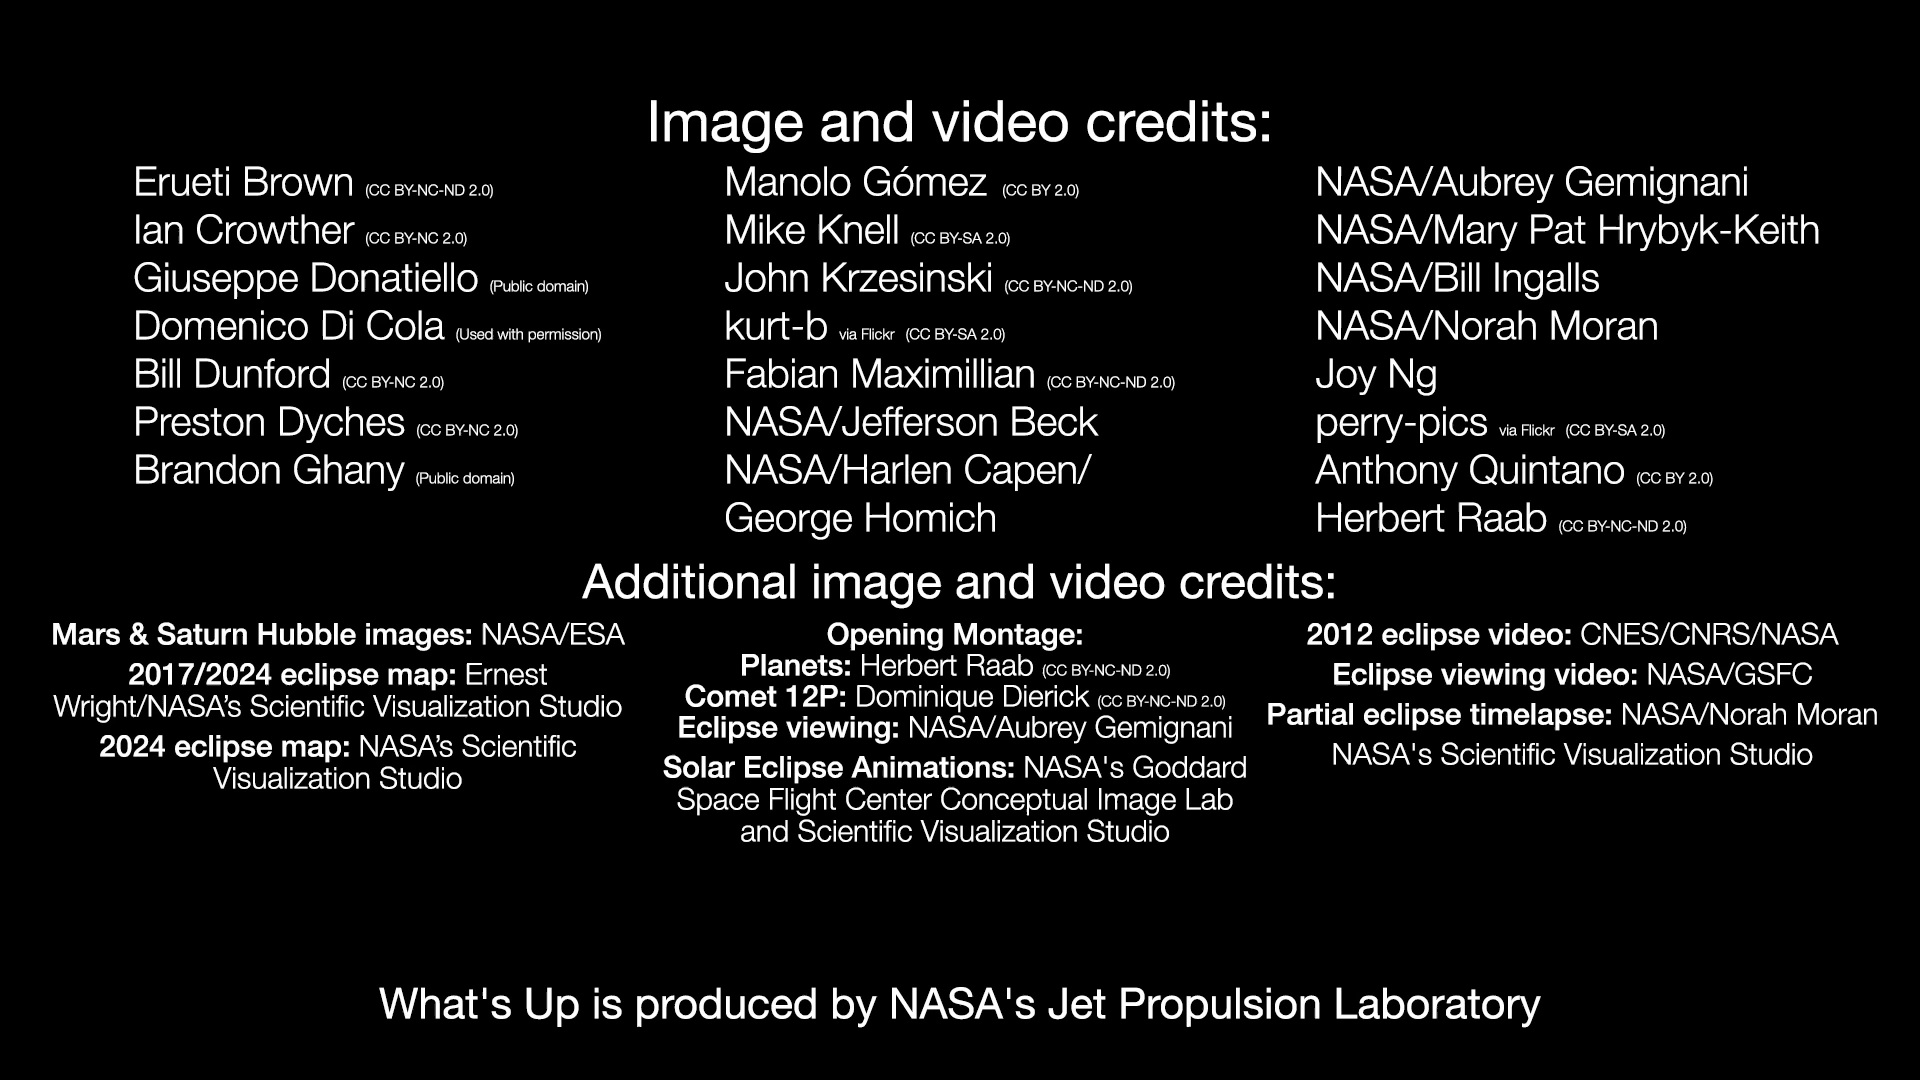 Image and video credits:
Erueti Brown (CC BY-NC-ND 2.0)
Ian Crowther (CC BY-NC 2.0)
Giuseppe Donatiello (Public domain)
Domenico Di Cola (Used with permission)
Bill Dunford (CC BY-NC 2.0)
Preston Dyches (CC BY-NC 2.0)
Brandon Ghany (Public domain)
Manolo Gómez (CC BY 2.0)
Mike Knell (CC BY-SA 2.0)
John Krzesinski (CC BY-NC-ND 2.0)
kurt-b via Flickr (CC BY-SA 2.0)
Fabian Maximillian (CC BY-NC-ND 2.0)
NASA/Jefferson Beck
NASA/Harlen Capen/
George Homich
NASA/Aubrey Gemignani
NASA/Mary Pat Hrybyk-Keith
NASA/Bill Ingalls
NASA/Norah Moran
Joy Ng
perry-pics via Flickr (CC BY-SA 2.0)
Anthony Quintano (CC BY 2.0)
Herbert Raab (CC BY-NC-ND 2.0)
Additional image and video credits:
Mars & Saturn Hubble images: NASA/ESA
2017/2024 eclipse map: Ernest
Wright/NASA’s Scientific Visualization Studio
2024 eclipse map: NASA’s Scientific
Visualization Studio
Opening Montage:
Planets: Herbert Raab (CC BY-NC-ND 2.0)
Comet 12P: Dominique Dierick (CC BY-NC-ND 2.0)
Eclipse viewing: NASA/Aubrey Gemignani
Solar Eclipse Animations: NASA's Goddard
Space Flight Center Conceptual Image Lab
and Scientific Visualization Studio
2012 eclipse video: CNES/CNRS/NASA
Eclipse viewing video: NASA/GSFC
Partial eclipse timelapse: NASA/Norah Moran
NASA's Scientific Visualization Studio
What's Up is produced by NASA's Jet Propulsion Laboratory